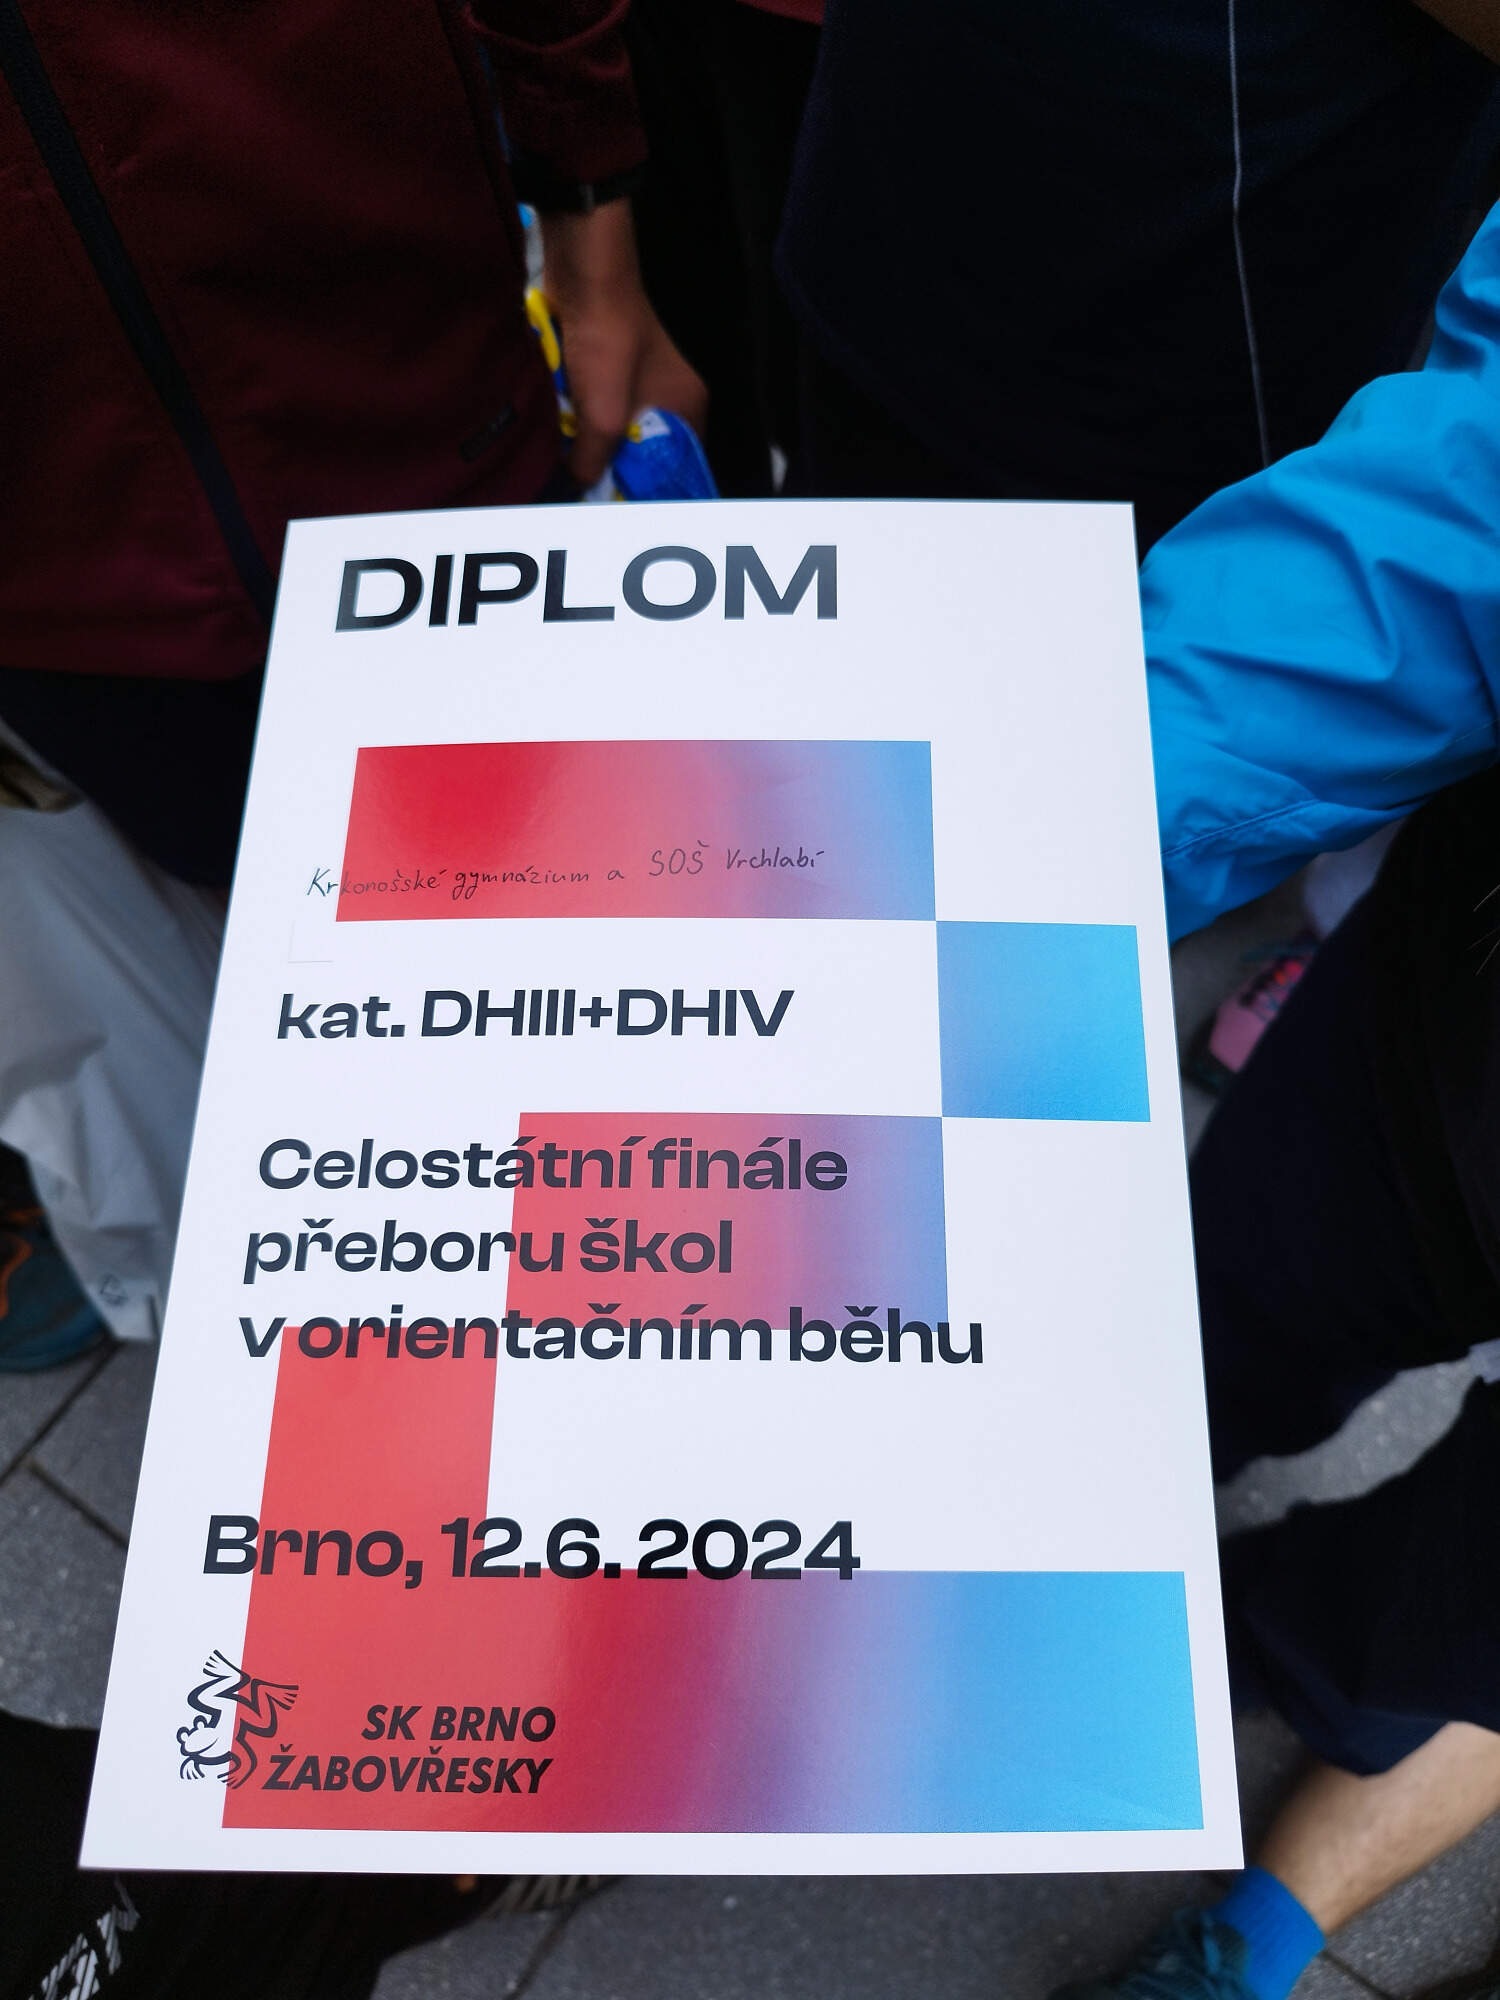 DIPLOM
Krkonošské gymnázium a SOŠ Vrchlabí
kat. DHIII+DHIV
Celostátní finále
přeboru škol
v orientačním běhu
Brno, 12.6. 2024
SK BRNO
ŽABOVŘESKY